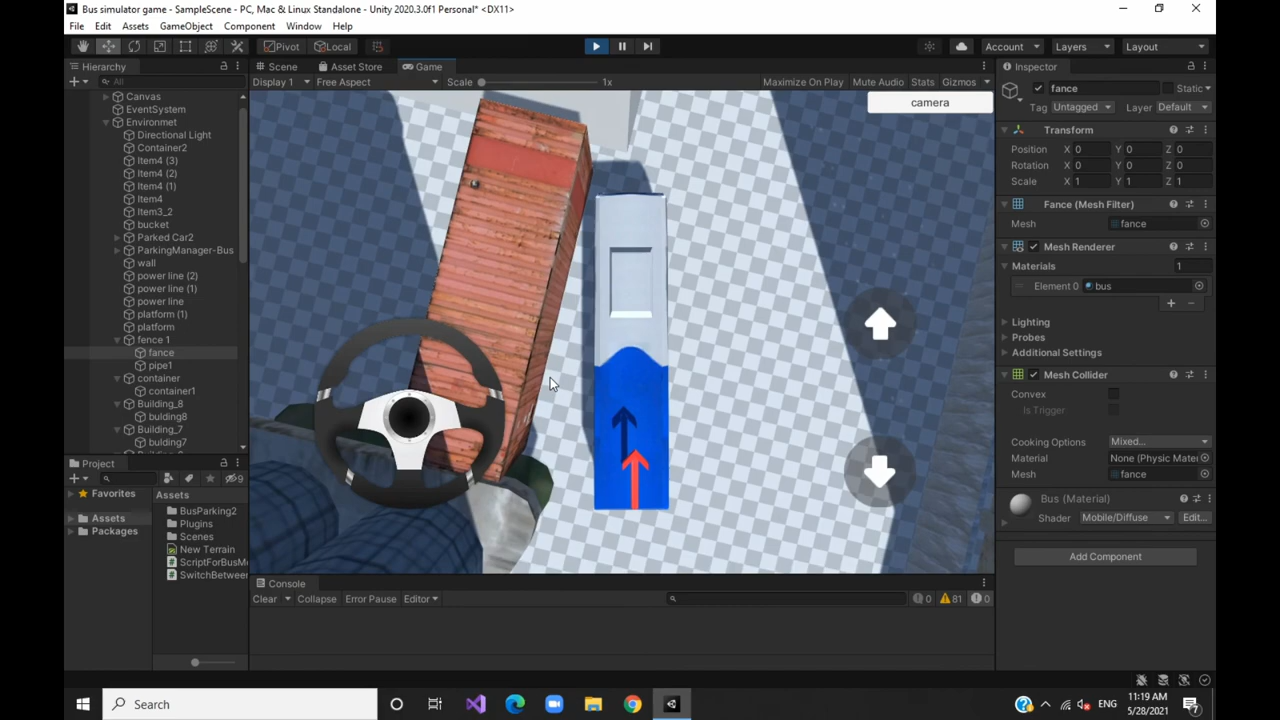 Bus simulator game - SampleScene - PC, Mac & Linux Standalone - Unity 2020.3.0f1 Personal* <DX11>
File Edit Assets GameObject Component Window Help
Pivot Local Account Layers Layout
Hierarchy Scene Asset Store Game Inspector
All Display 1 Free Aspect Scale 1x Maximize On Play Mute Audio Stats Gizmos
fance Static
Tag Untagged Layer Default
Canvas
EventSystem
Environmet
Directional Light
Container2
Item4 (3)
Item4 (2)
Item4 (1)
Item4
Item3_2
bucket
Parked Car2
ParkingManager-Bus
wall
power line (2)
power line (1)
power line
platform (1)
platform
fence 1
fance
pipe1
container
container1
Building_8
bulding8
Building_7
bulding7
camera
Transform
Position X 0 Y 0 Z 0
Rotation X 0 Y 0 Z 0
Scale X 1 Y 1 Z 1
Fance (Mesh Filter)
Mesh fance
Mesh Renderer
Materials 1
Element 0 bus
Lighting
Probes
Additional Settings
Mesh Collider
Convex
Is Trigger
Cooking Options Mixed...
Material None (Physic Mater
Mesh fance
Bus (Material)
Shader Mobile/Diffuse Edit...
Add Component
Project
9
Favorites
Assets
Packages
Assets
BusParking2
Plugins
Scenes
New Terrain
ScriptForBusMo
SwitchBetween
Console
Clear Collapse Error Pause Editor 0 81 0
Search
ENG
11:19 AM
5/28/2021